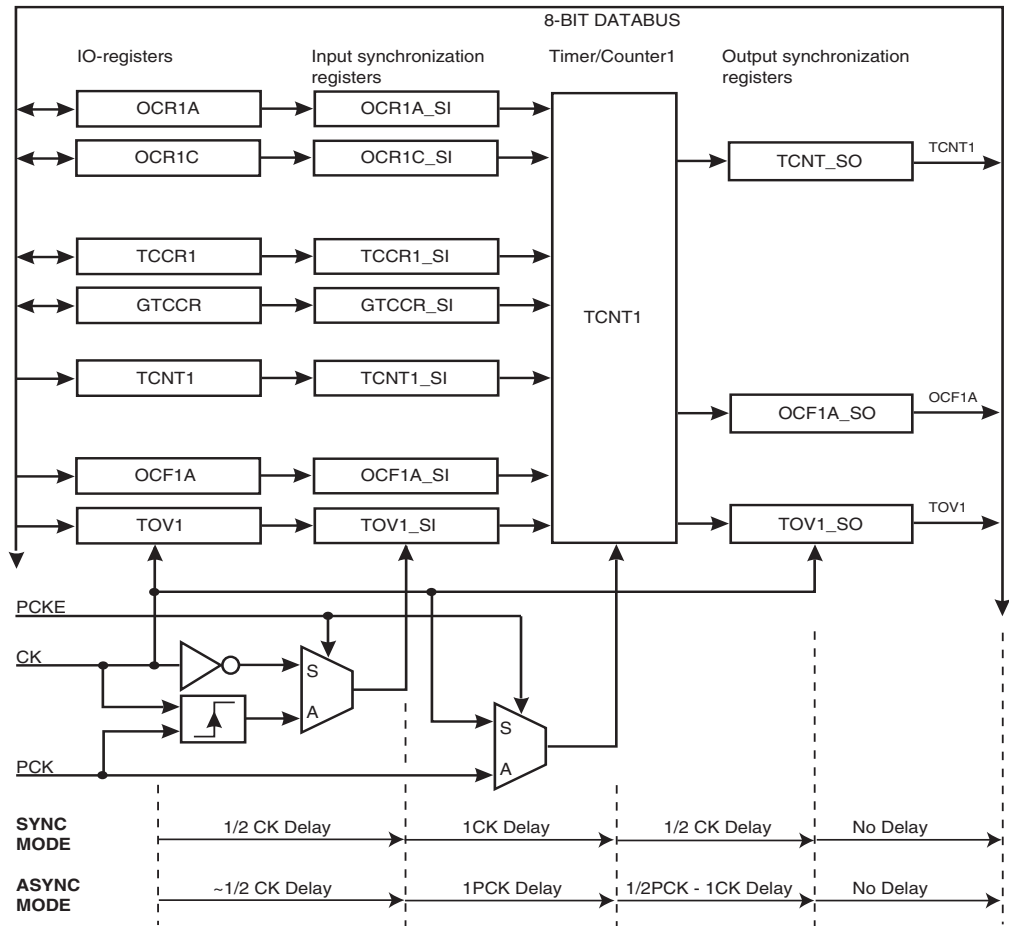 8-BIT DATABUS
IO-registers
Input synchronization
registers
Timer/Counter1
Output synchronization
registers
OCR1A
OCR1A_SI
OCR1C
OCR1C_SI
TCNT_SO
TCNT1
TCCR1
TCCR1_SI
GTCCR
GTCCR_SI
TCNT1
TCNT1
TCNT1_SI
OCF1A_SO
OCF1A
OCF1A
OCF1A_SI
TOV1
TOV1_SI
TOV1_SO
TOV1
PCKE
CK
S
A
S
A
PCK
SYNC
MODE
1/2 CK Delay
1CK Delay
1/2 CK Delay
No Delay
ASYNC
MODE
~1/2 CK Delay
1PCK Delay
1/2PCK - 1CK Delay
No Delay